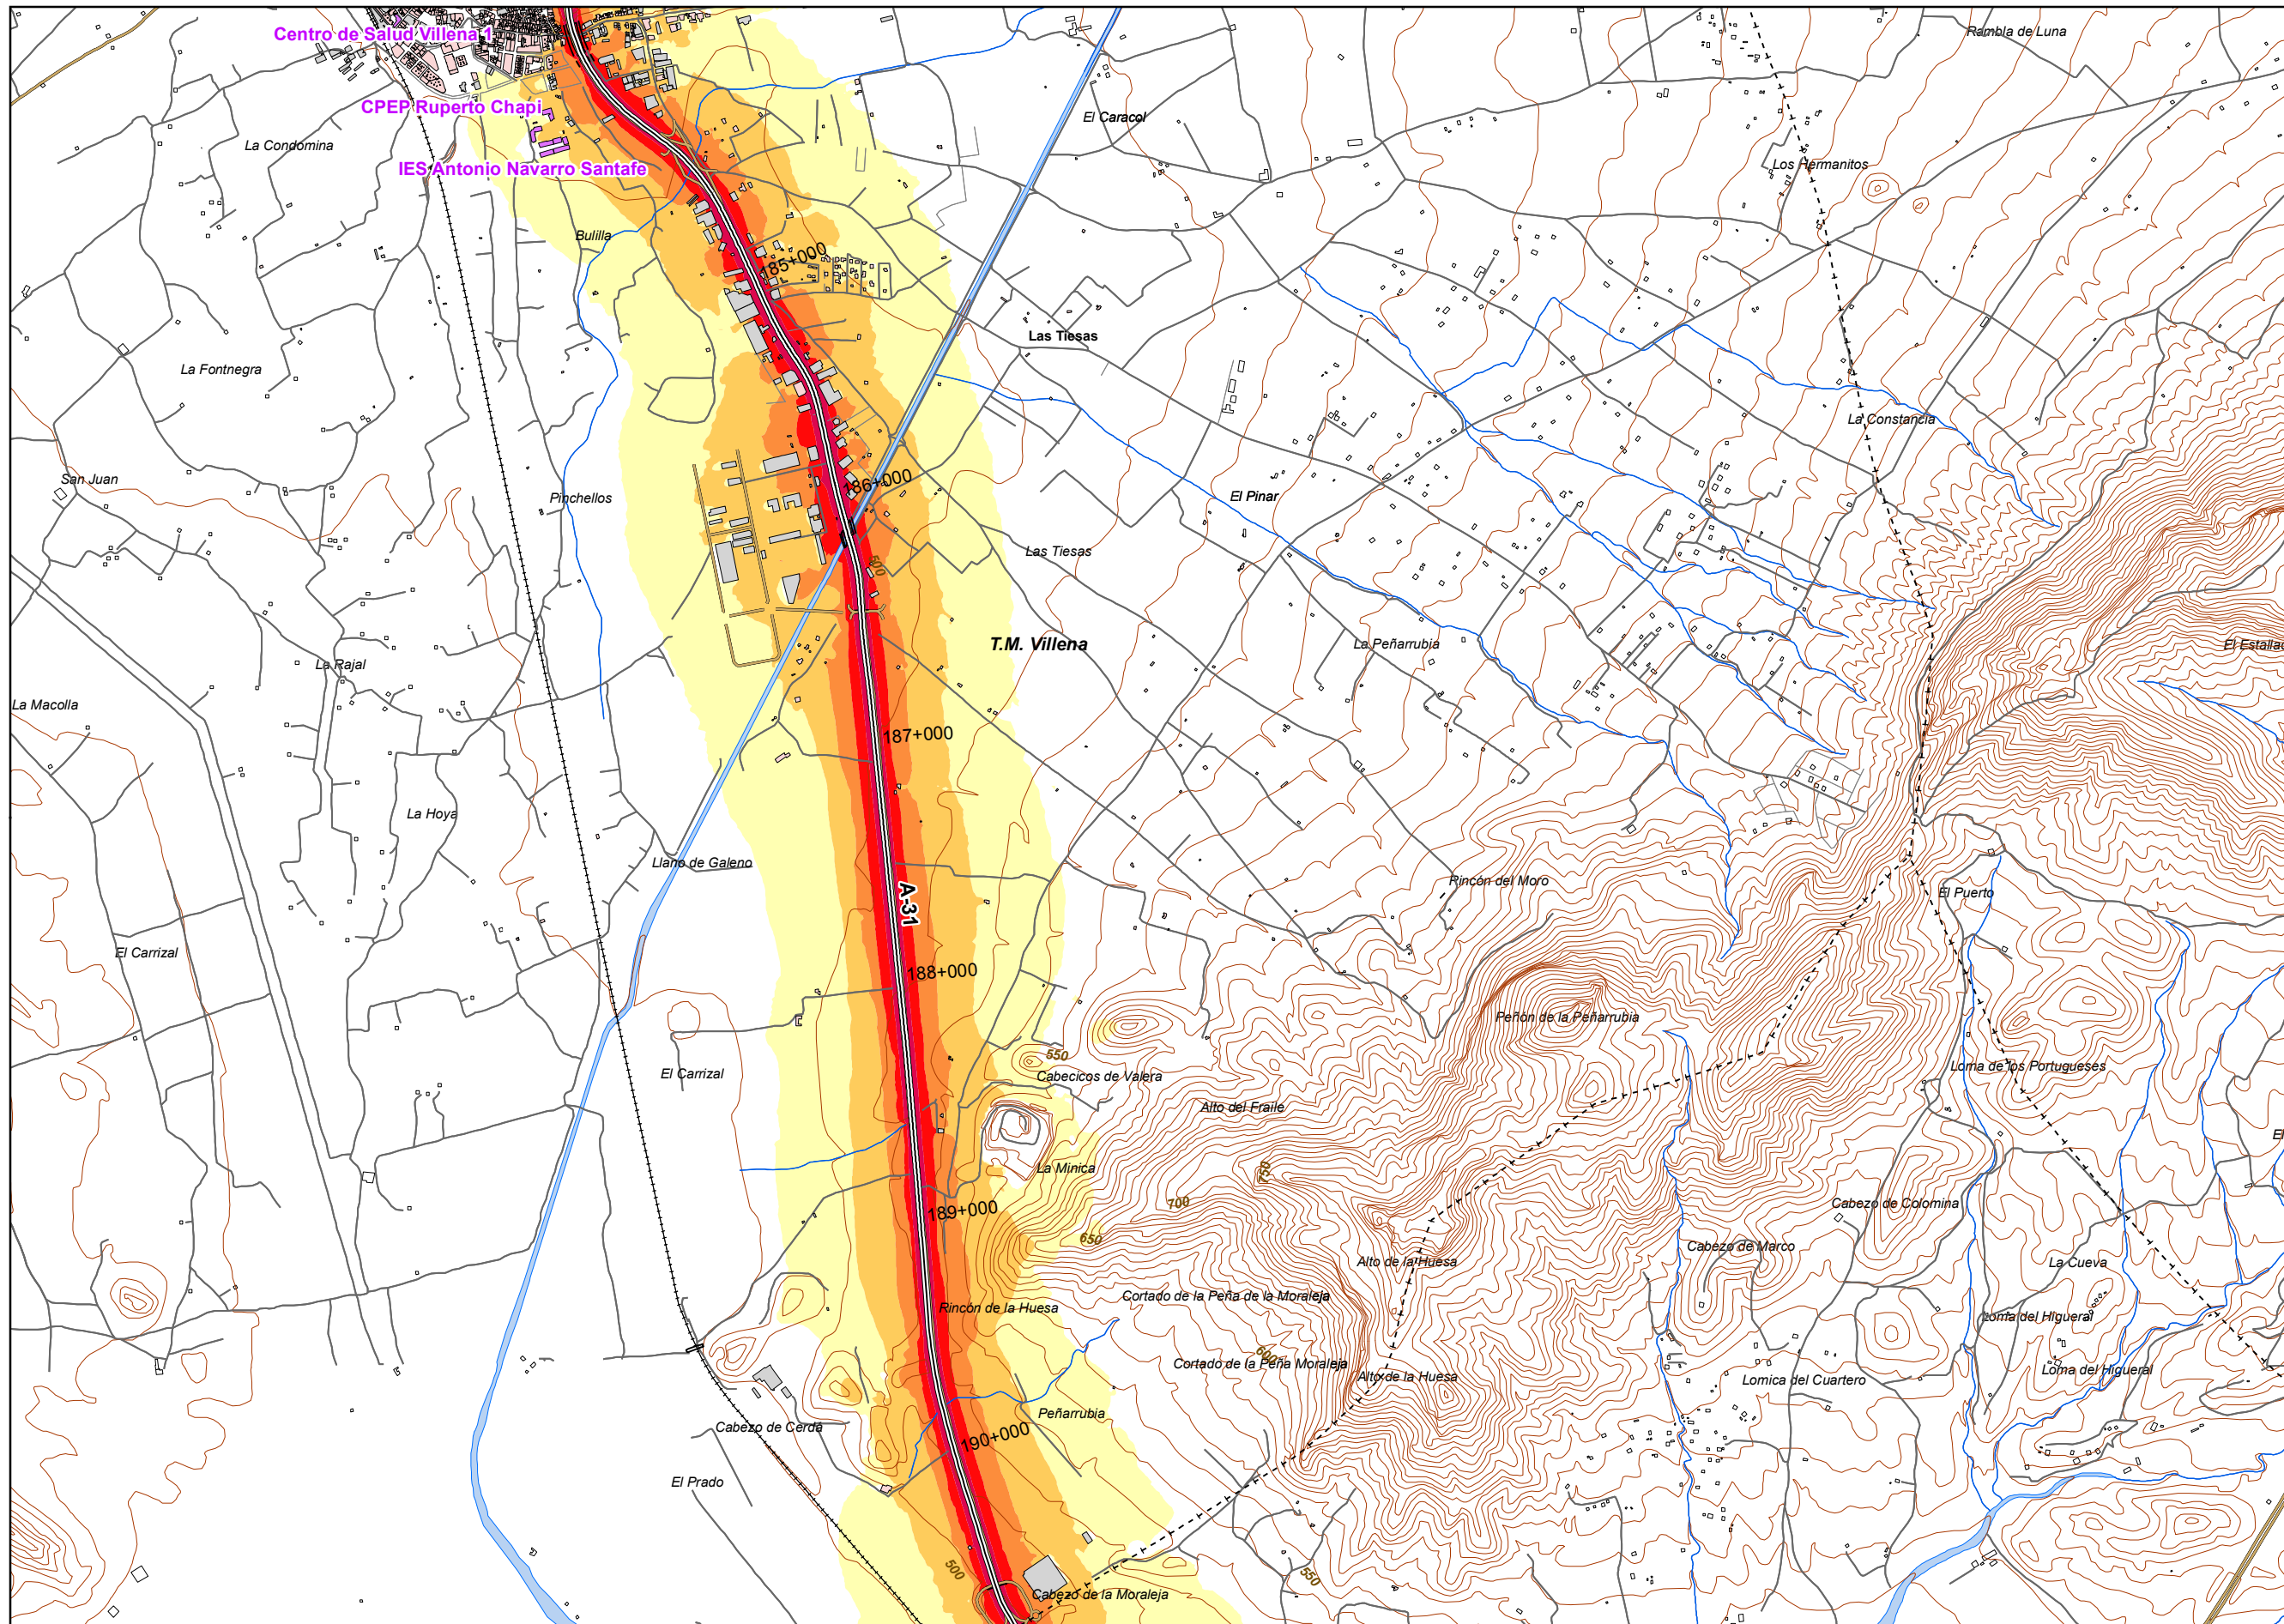 Rambla de Luna
Centro de Salud Villena 1
CPEP Ruperto Chapi
El Caracol
La Condomina
Los Hermanitos
IES Antonio Navarro Santafe
Bulilla
185+000
Las Tiesas
La Fontnegra
La Constancia
San Juan
186+000
Pinchellos
El Pinar
Las Tiesas
500
T.M. Villena
La Peñarrubia
La Rajal
La Macolla
187+000
La Hoya
Llano de Galeno
Rincón del Moro
A-31
El Puerto
El Carrizal
188+000
Peñón de la Peñarrubia
550
El Carrizal
Cabecicos de Valera
Loma de los Portugueses
Alto del Fraile
La Minica
750
700
189+000
Cabezo de Colomina
650
Cabezo de Marco
Alto de la Huesa
La Cueva
Cortado de la Peña de la Moraleja
Rincón de la Huesa
Loma del Higueral
600
Cortado de la Peña Moraleja
Alto de la Huesa
Loma del Higueral
Lomica del Cuartero
Peñarrubia
Cabezo de Cerdá
190+000
El Prado
500
550
Cabezo de la Moraleja